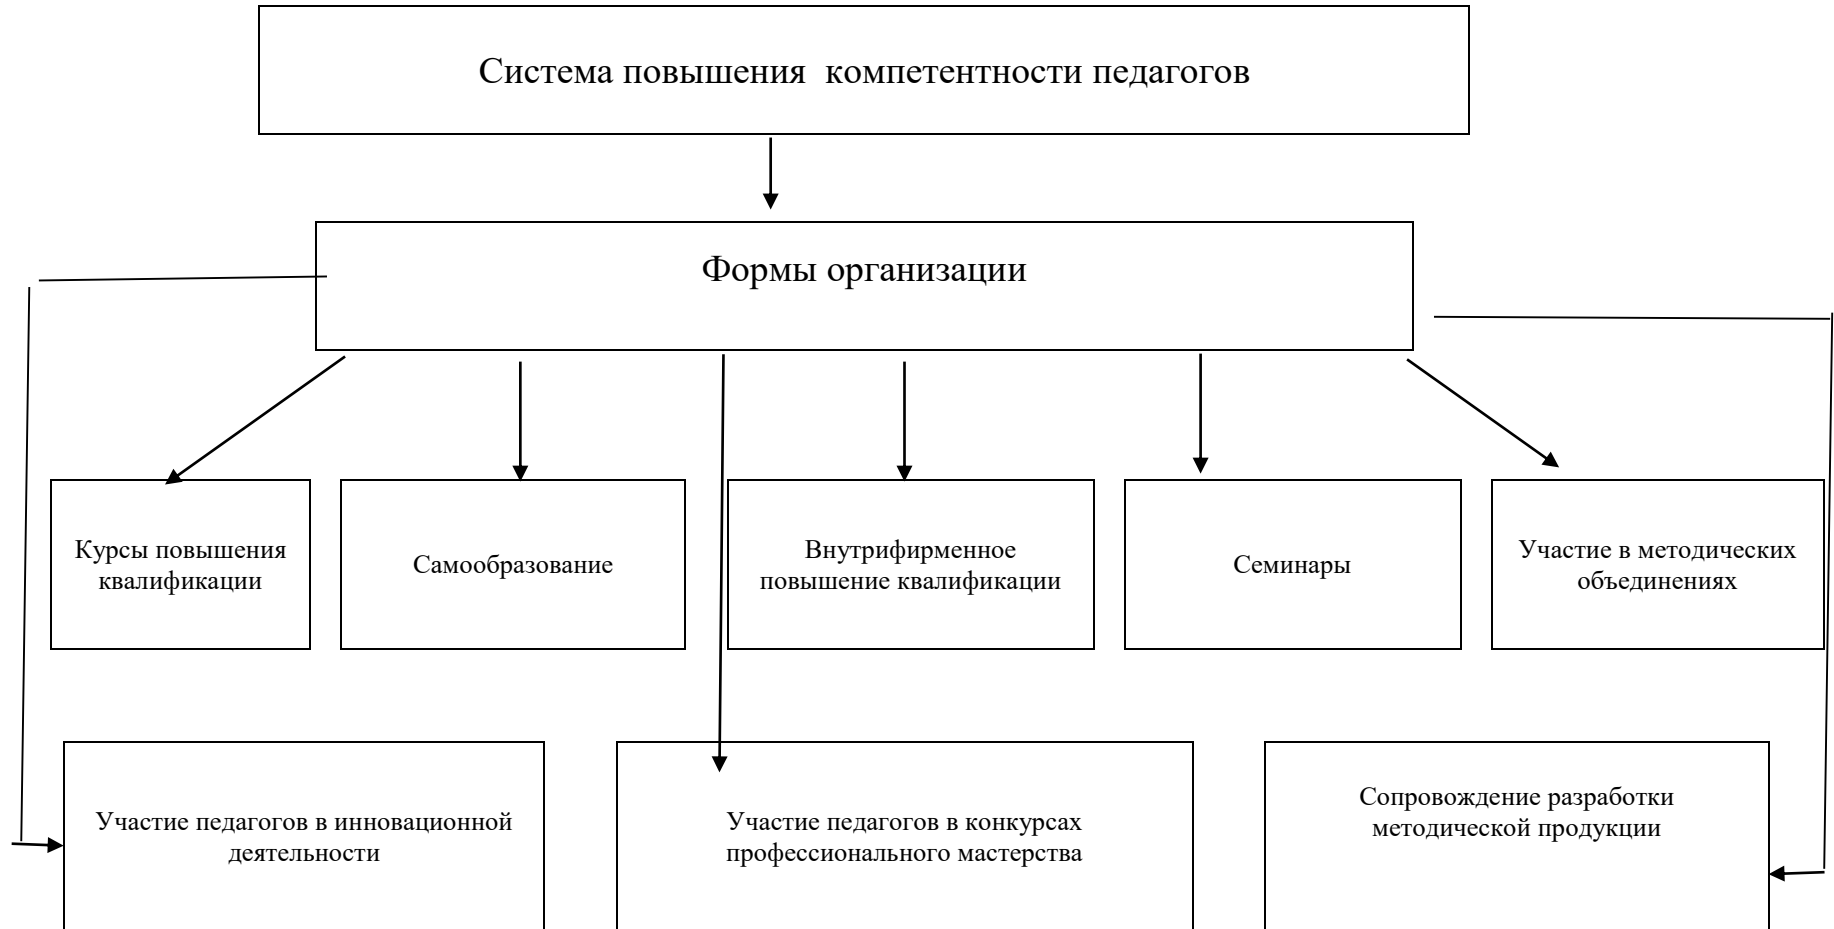 Система повышения  компетентности педагогов
Формы организации
Курсы повышения
квалификации
Самообразование
Внутрифирменное
повышение квалификации
Семинары
Участие в методических
объединениях
Участие педагогов в инновационной
деятельности
Участие педагогов в конкурсах
профессионального мастерства
Сопровождение разработки
методической продукции